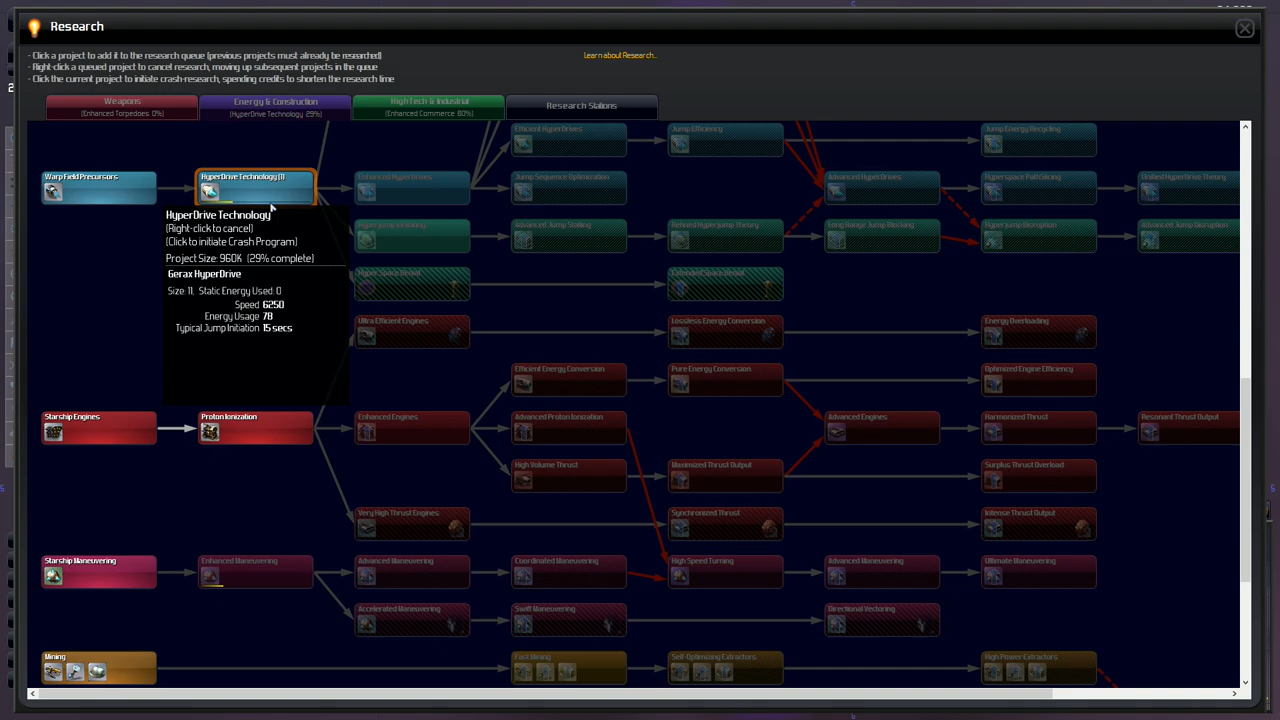 Research
- Click a project to add it to the research queue (previous projects must already be researched)
- Right-click a queued project to cancel research, moving up subsequent projects in the queue
- Click the current project to initiate crash-research, spending credits to shorten the research time
Learn about Research...
Weapons
(Enhanced Torpedoes: 0%)
Energy & Construction
(HyperDrive Technology: 29%)
HighTech & Industrial
(Enhanced Commerce: 80%)
Research Stations
Efficient HyperDrives
Jump Efficiency
Jump Energy Recycling
Warp Field Precursors
HyperDrive Technology (1)
Enhanced HyperDrives
Jump Sequence Optimization
Advanced HyperDrives
Hyperspace PathSlicing
Unified HyperDrive Theory
HyperDrive Technology
(Right-click to cancel)
(Click to initiate Crash Program)
Project Size: 960K (29% complete)
Gerax HyperDrive
Size: 11, Static Energy Used: 0
Speed 6250
Energy Usage 78
Typical Jump Initiation 15 secs
Advanced Jump Stalling
Refined Hyperjump Theory
Long Range Jump Blocking
Hyperjump Disruption
Advanced Jump Disruption
Hyper Space Denial
Extended Space Denial
Ultra Efficient Engines
Lossless Energy Conversion
Energy Overloading
Efficient Energy Conversion
Pure Energy Conversion
Optimized Engine Efficiency
Starship Engines
Proton Ionization
Enhanced Engines
Advanced Proton Ionization
Advanced Engines
Harmonized Thrust
Resonant Thrust Output
High Volume Thrust
Maximized Thrust Output
Surplus Thrust Overload
Very High Thrust Engines
Synchronized Thrust
Intense Thrust Output
Starship Maneuvering
Enhanced Maneuvering
Advanced Maneuvering
Coordinated Maneuvering
High Speed Turning
Advanced Maneuvering
Ultimate Maneuvering
Accelerated Maneuvering
Swift Maneuvering
Directional Vectoring
Mining
Fast Mining
Self-Optimizing Extractors
High Power Extractors